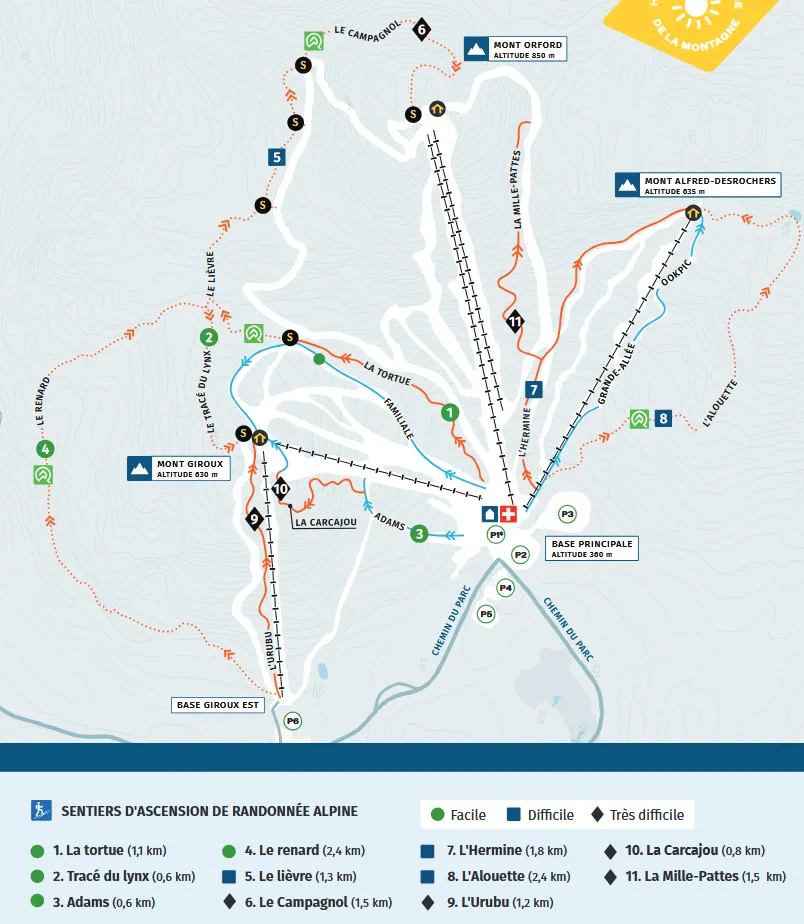 DE LA MONTAGNE
LE CAMPAGNOL
6
MONT ORFORD
ALTITUDE 850 m
S
S
S
5
S
LA MILLE-PATTES
MONT ALFRED-DESROCHERS
ALTITUDE 635 m
LE LIÈVRE
OOKPIC
11
2
S
LA TORTUE
GRANDE-ALLÉE
LE TRACÉ DU LYNX
LE RENARD
7
L'ALOUETTE
FAMILIALE
1
L'HERMINE
8
4
S
MONT GIROUX
ALTITUDE 630 m
10
9
LA CARCAJOU
ADAMS
3
P3
P1
P2
BASE PRINCIPALE
ALTITUDE 360 m
P4
P5
CHEMIN DU PARC
CHEMIN DU PARC
L'URUBU
BASE GIROUX EST
P6
SENTIERS D'ASCENSION DE RANDONNÉE ALPINE
Facile
Difficile
Très difficile
1. La tortue (1,1 km)
2. Tracé du lynx (0,6 km)
3. Adams (0,6 km)
4. Le renard (2,4 km)
5. Le lièvre (1,3 km)
6. Le Campagnol (1,5 km)
7. L'Hermine (1,8 km)
8. L'Alouette (2,4 km)
9. L'Urubu (1,2 km)
10. La Carcajou (0,8 km)
11. La Mille-Pattes (1,5 km)